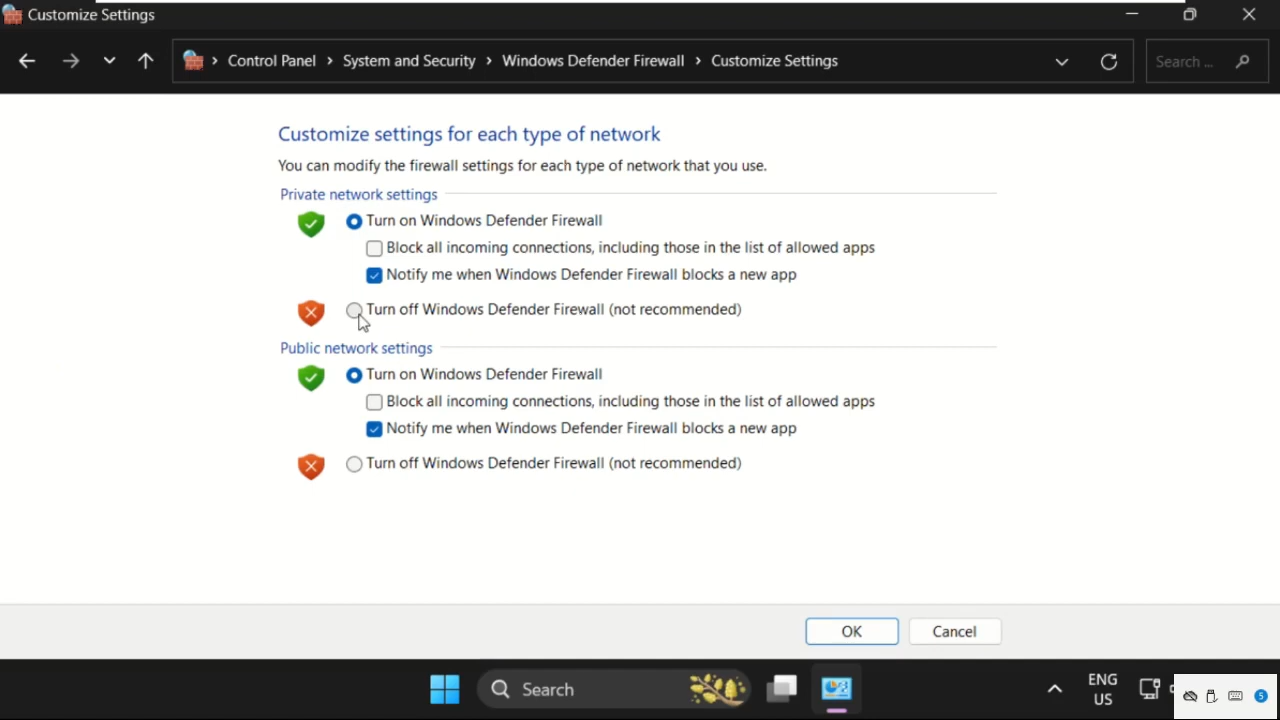 Customize Settings
Control Panel > System and Security > Windows Defender Firewall > Customize Settings
Search ...
Customize settings for each type of network
You can modify the firewall settings for each type of network that you use.
Private network settings
Turn on Windows Defender Firewall
Block all incoming connections, including those in the list of allowed apps
Notify me when Windows Defender Firewall blocks a new app
Turn off Windows Defender Firewall (not recommended)
Public network settings
Turn on Windows Defender Firewall
Block all incoming connections, including those in the list of allowed apps
Notify me when Windows Defender Firewall blocks a new app
Turn off Windows Defender Firewall (not recommended)
OK
Cancel
Search
ENG
US
5